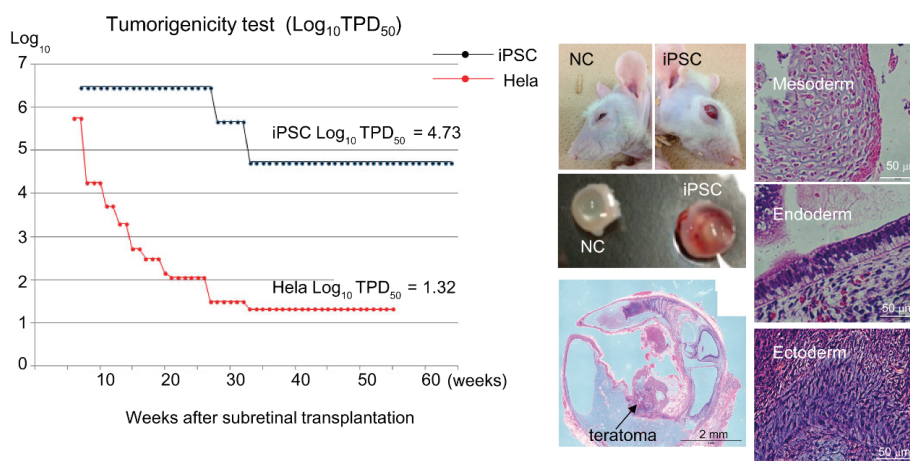 Tumorigenicity test (Log₁₀TPD₅₀)
Log₁₀
iPSC
Hela
7
6
5
4
3
2
1
0
iPSC Log₁₀ TPD₅₀ = 4.73
Hela Log₁₀ TPD₅₀ = 1.32
10 20 30 40 50 60 (weeks)
Weeks after subretinal transplantation
NC
iPSC
iPSC
NC
teratoma
2 mm
Mesoderm
50 μm
Endoderm
50 μm
Ectoderm
50 μm